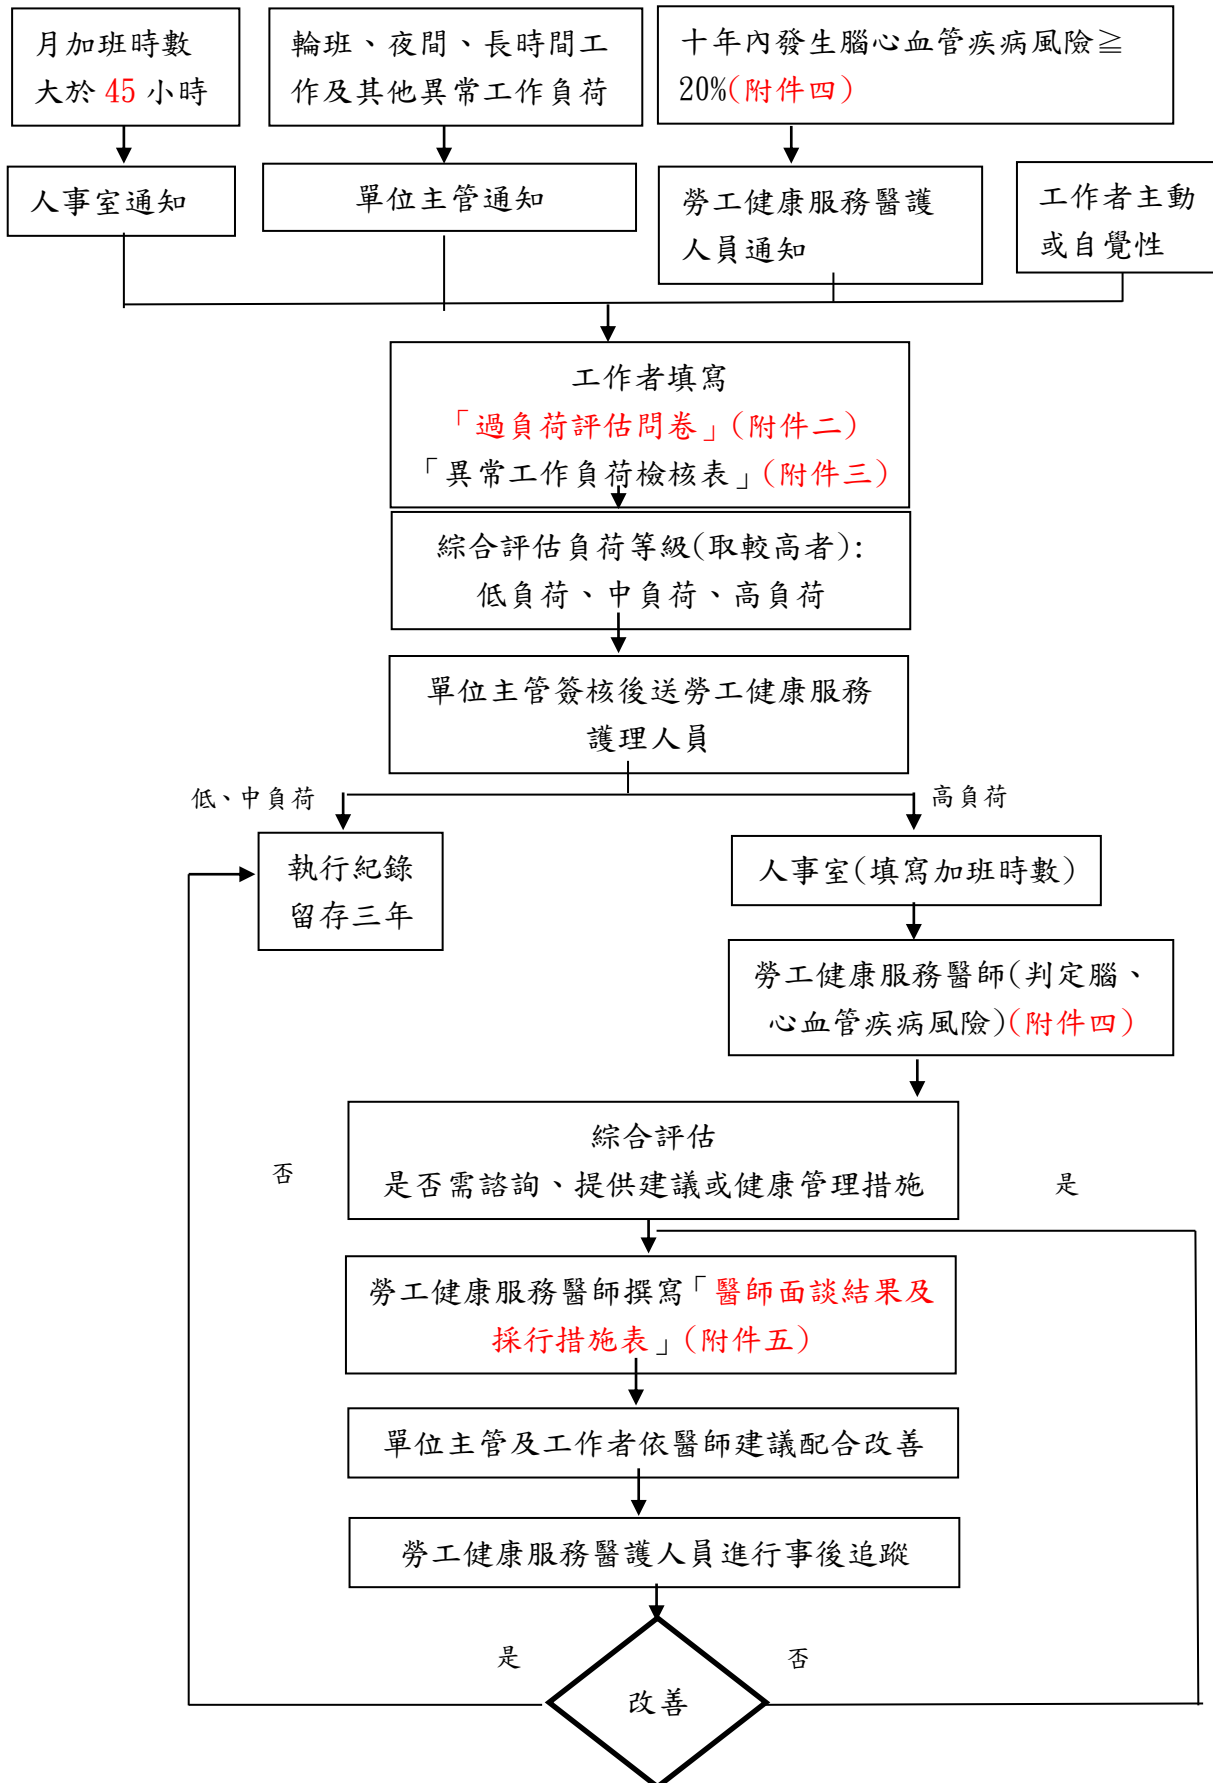 月加班時數
大於 45 小時
輪班、夜間、長時間工
作及其他異常工作負荷
十年內發生腦心血管疾病風險≧
20%(附件四)
人事室通知
單位主管通知
勞工健康服務醫護
人員通知
工作者主動
或自覺性
工作者填寫
「過負荷評估問卷」(附件二)
「異常工作負荷檢核表」(附件三)
綜合評估負荷等級(取較高者):
低負荷、中負荷、高負荷
單位主管簽核後送勞工健康服務
護理人員
低、中負荷
高負荷
執行紀錄
留存三年
人事室(填寫加班時數)
勞工健康服務醫師(判定腦、
心血管疾病風險)(附件四)
綜合評估
否
是否需諮詢、提供建議或健康管理措施
是
勞工健康服務醫師撰寫「醫師面談結果及
採行措施表」(附件五)
單位主管及工作者依醫師建議配合改善
勞工健康服務醫護人員進行事後追蹤
是
否
改善